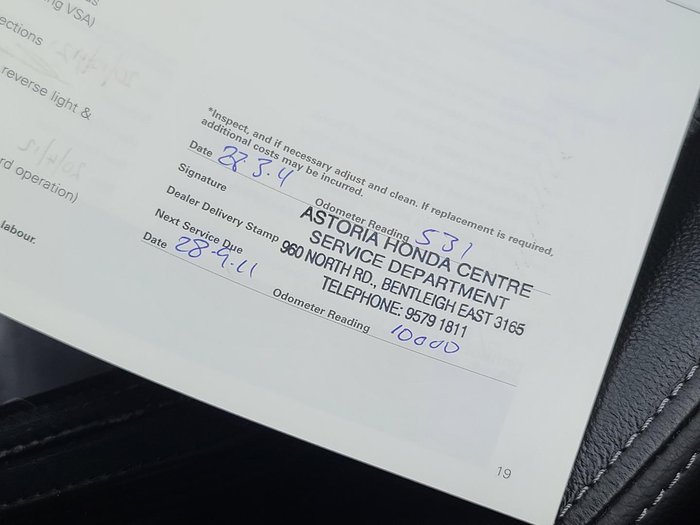 ng VSA)
ections
reverse light &
rd operation)
labour.
*Inspect, and if necessary adjust and clean. If replacement is required,
additional costs may be incurred.
Date 28.3.4 Odometer Reading 531
Signature
Dealer Delivery Stamp
ASTORIA HONDA CENTRE
SERVICE DEPARTMENT
960 NORTH RD., BENTLEIGH EAST 3165
TELEPHONE: 9579 1811
Next Service Due
Date 28-9.11 Odometer Reading 10000
19